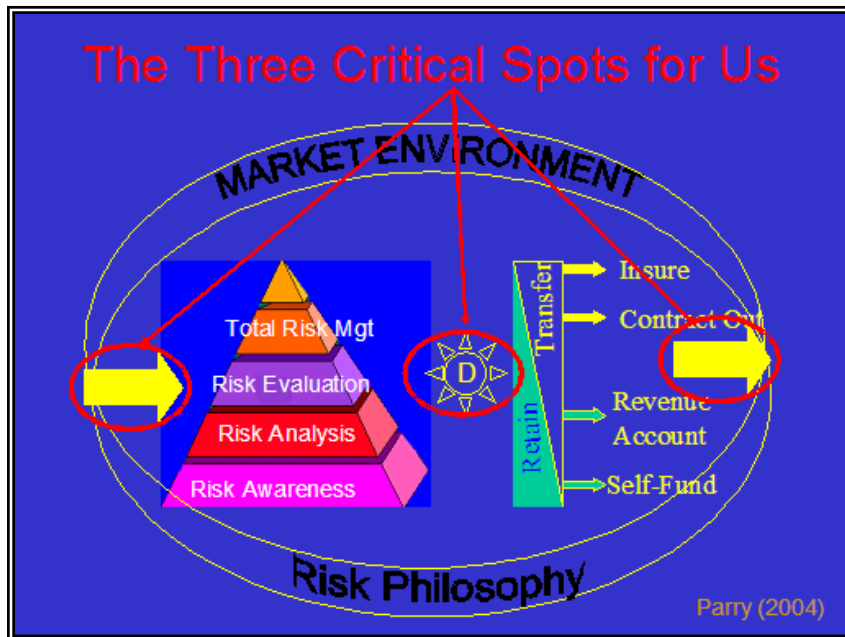 The Three Critical Spots for Us
MARKET ENVIRONMENT
Total Risk Mgt
Risk Evaluation
Risk Analysis
Risk Awareness
D
Transfer
Retain
Insure
Contract Out
Revenue
Account
Self-Fund
Risk Philosophy
Parry (2004)